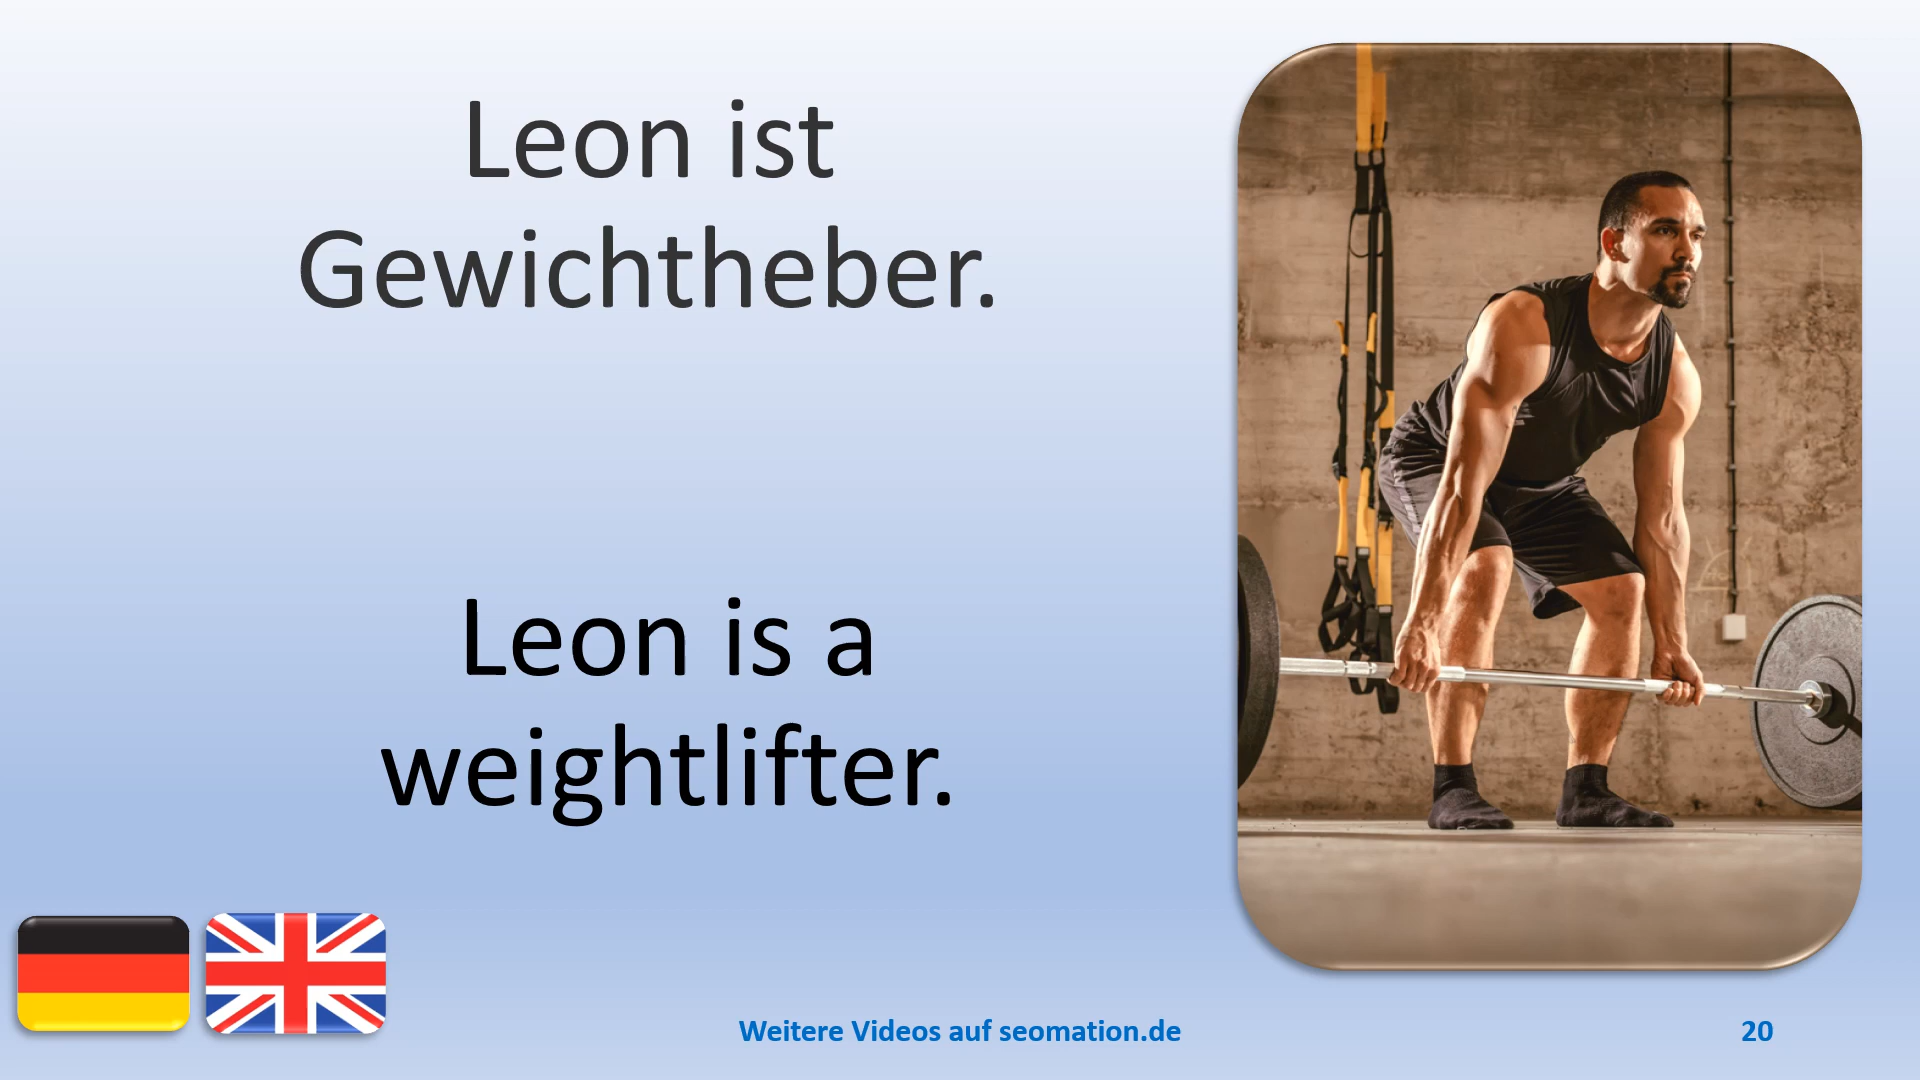 Leon ist
Gewichtheber.
Leon is a
weightlifter.
Weitere Videos auf seomation.de
20